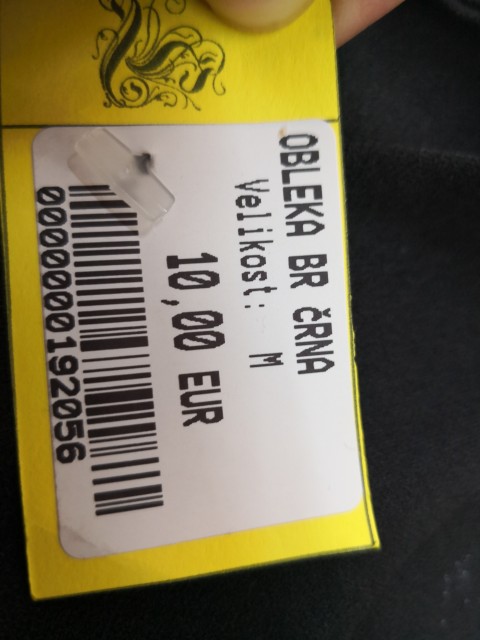 OBLEKA BR ČRNA
Velikost: M
10,00 EUR
0000000192056